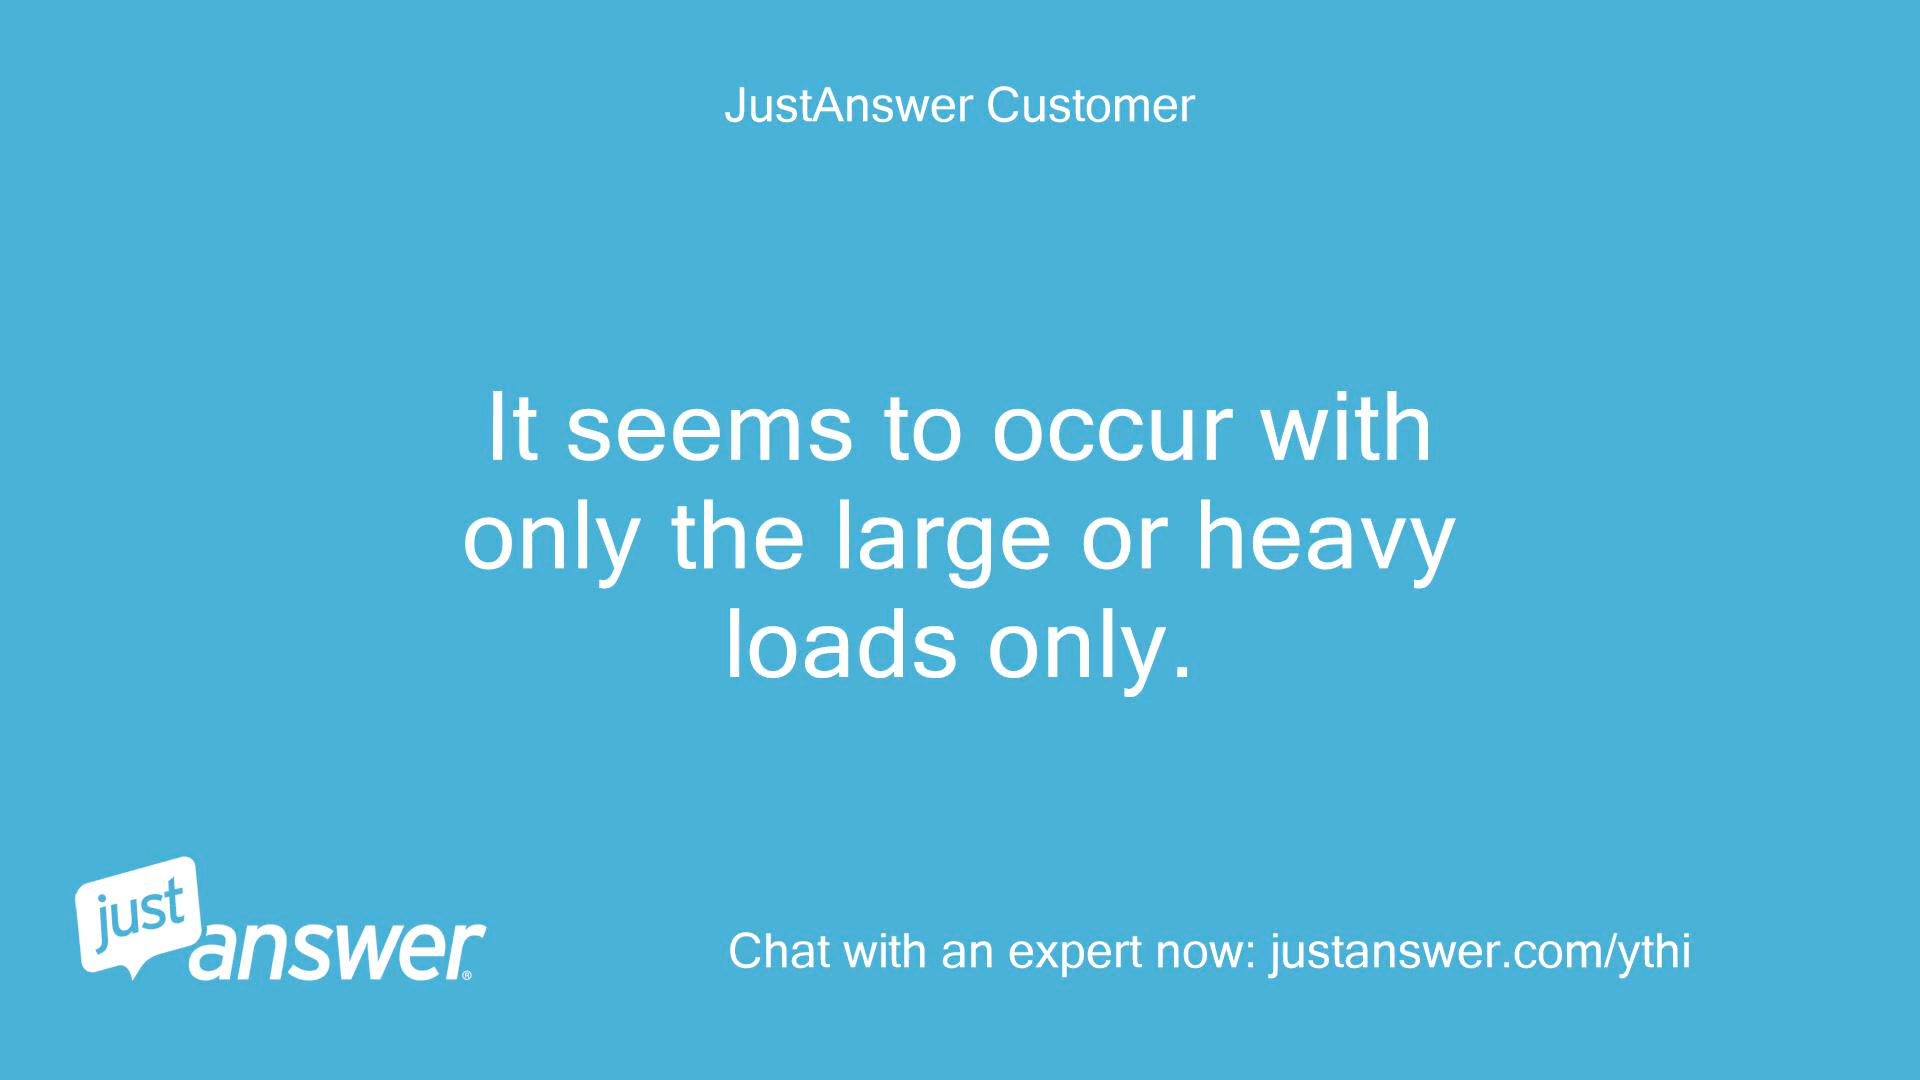 JustAnswer Customer
It seems to occur with
only the large or heavy
loads only.
just
answer®
Chat with an expert now: justanswer.com/ythi